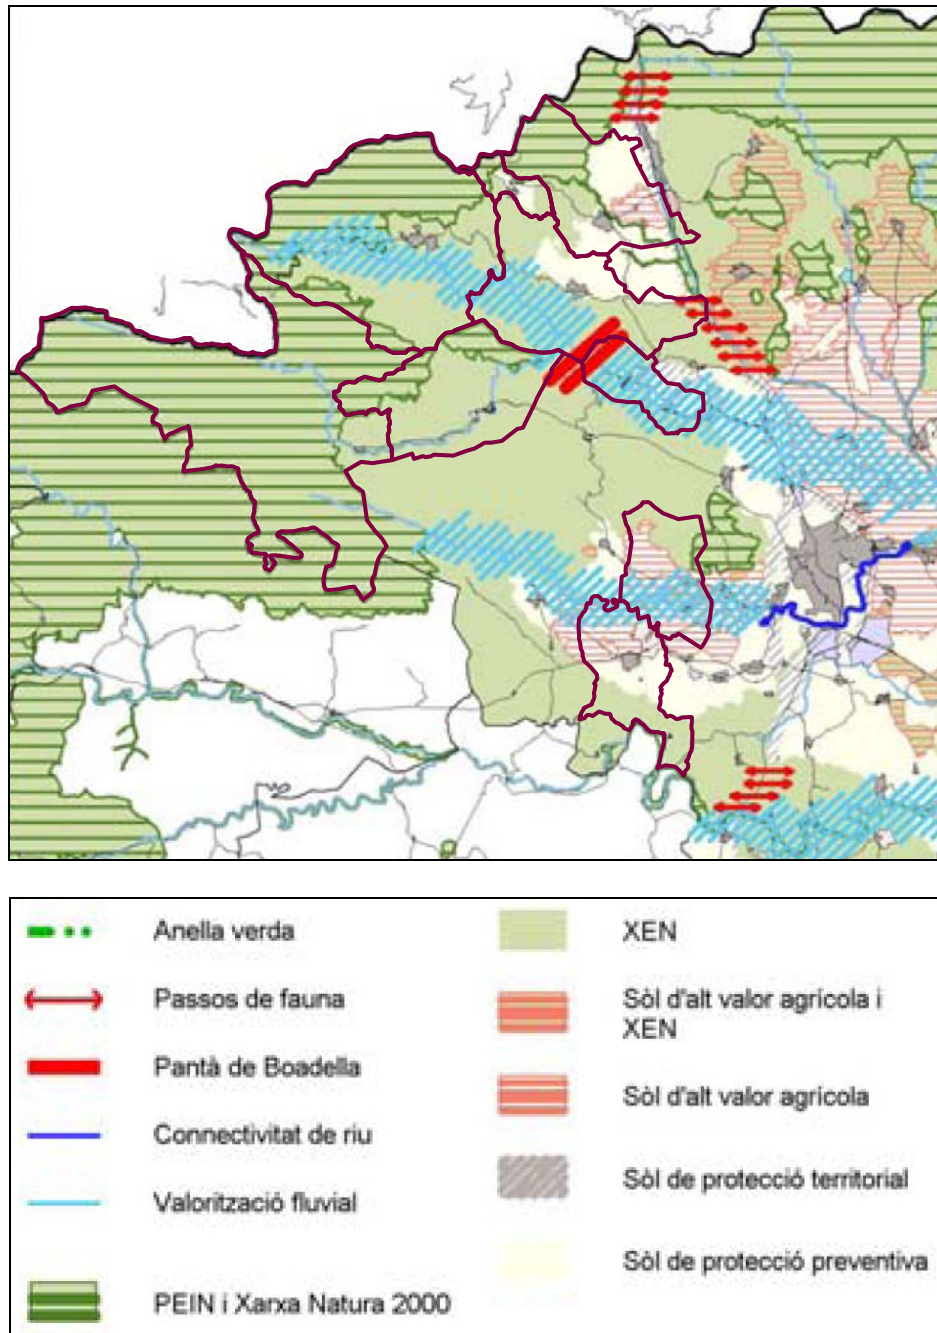 Anella verda
Passos de fauna
Pantà de Boadella
Connectivitat de riu
Valorització fluvial
PEIN i Xarxa Natura 2000
XEN
Sòl d'alt valor agrícola i
XEN
Sòl d'alt valor agrícola
Sòl de protecció territorial
Sòl de protecció preventiva